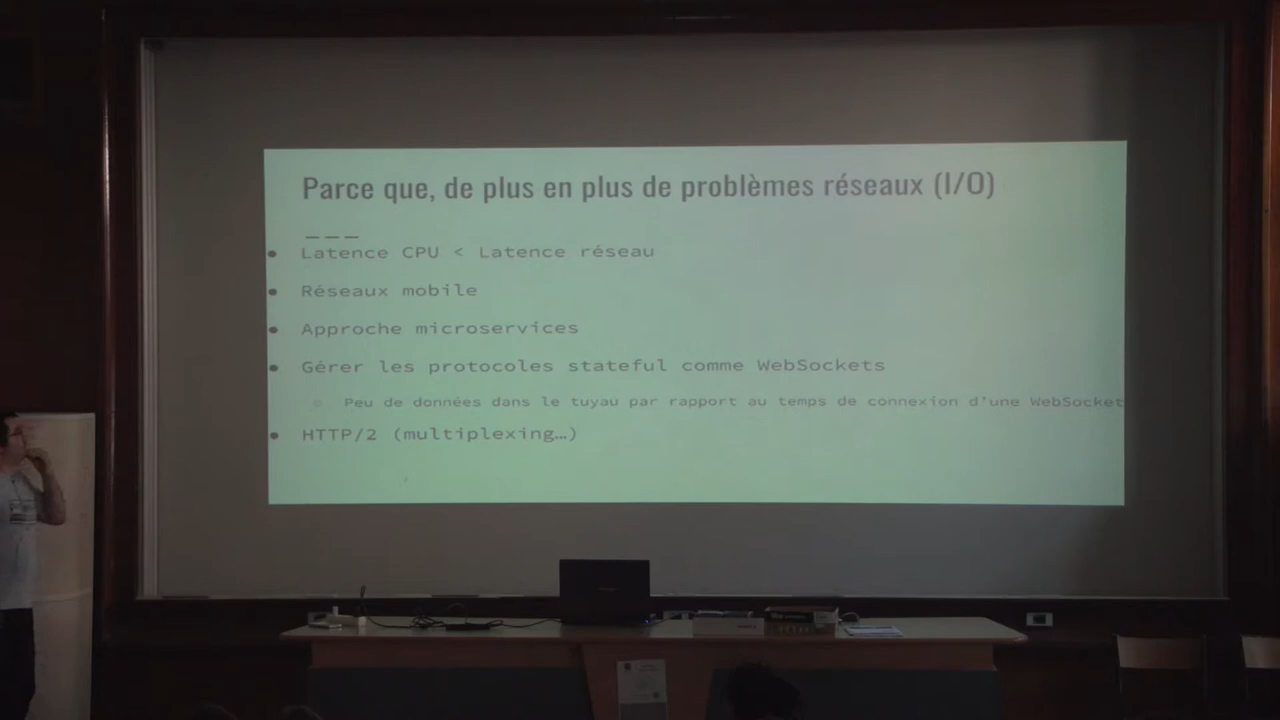 Parce que, de plus en plus de problèmes réseaux (I/O)
Latence CPU < Latence réseau
Réseaux mobile
Approche microservices
Gérer les protocoles stateful comme WebSockets
Peu de données dans le tuyau par rapport au temps de connexion d'une WebSocket
HTTP/2 (multiplexing…)